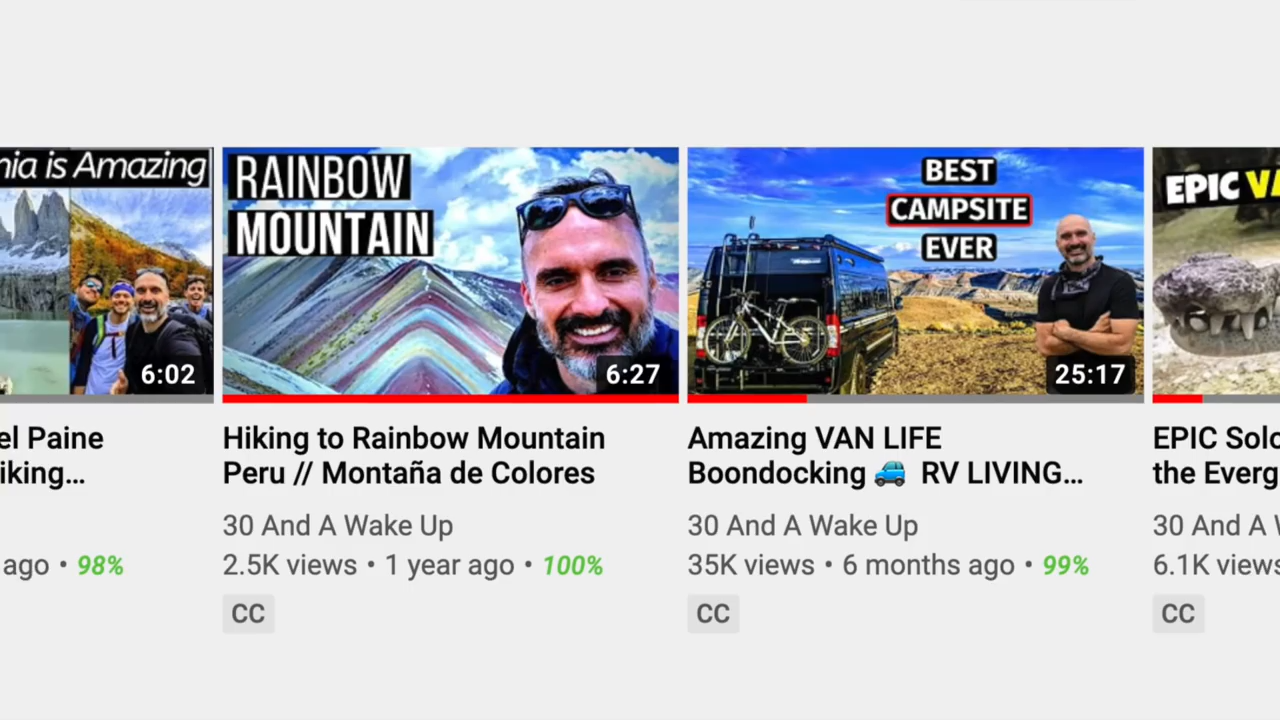 nia is Amazing
6:02
el Paine
iking...
ago • 98%
RAINBOW
MOUNTAIN
6:27
Hiking to Rainbow Mountain
Peru // Montaña de Colores
30 And A Wake Up
2.5K views • 1 year ago • 100%
CC
BEST
CAMPSITE
EVER
25:17
Amazing VAN LIFE
Boondocking 🚙 RV LIVING...
30 And A Wake Up
35K views • 6 months ago • 99%
CC
EPIC VA
EPIC Solo
the Everg
30 And A W
6.1K views
CC